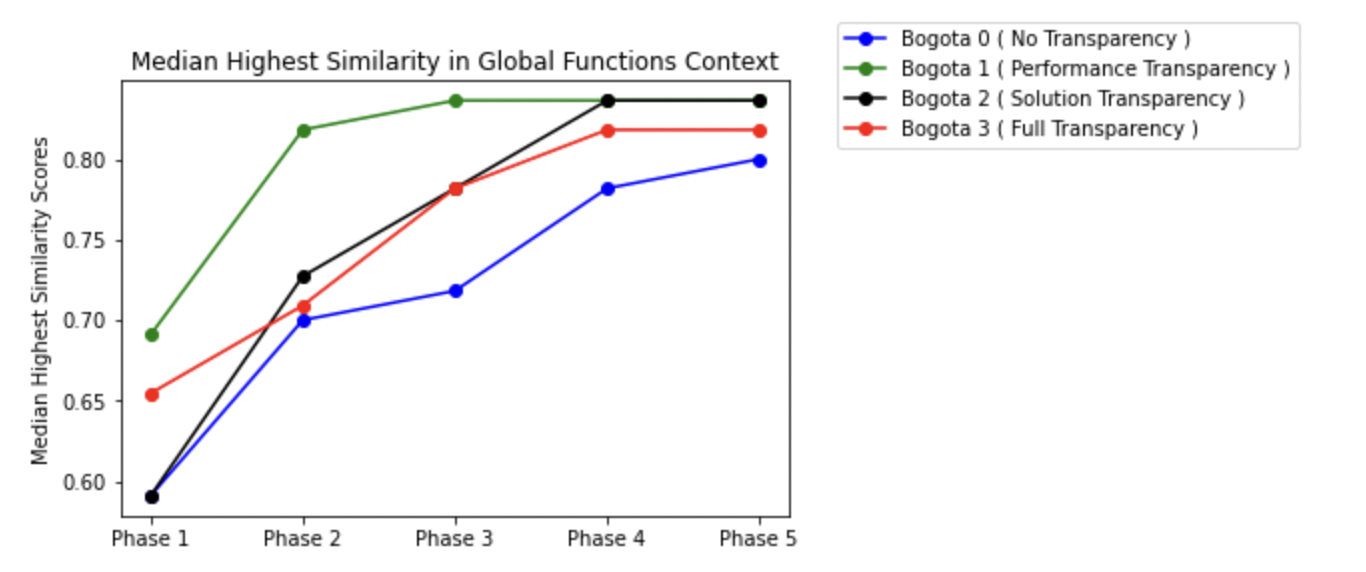 Median Highest Similarity in Global Functions Context
Bogota 0 ( No Transparency )
Bogota 1 ( Performance Transparency )
Bogota 2 ( Solution Transparency )
Bogota 3 ( Full Transparency )
Median Highest Similarity Scores
0.80
0.75
0.70
0.65
0.60
Phase 1 Phase 2 Phase 3 Phase 4 Phase 5